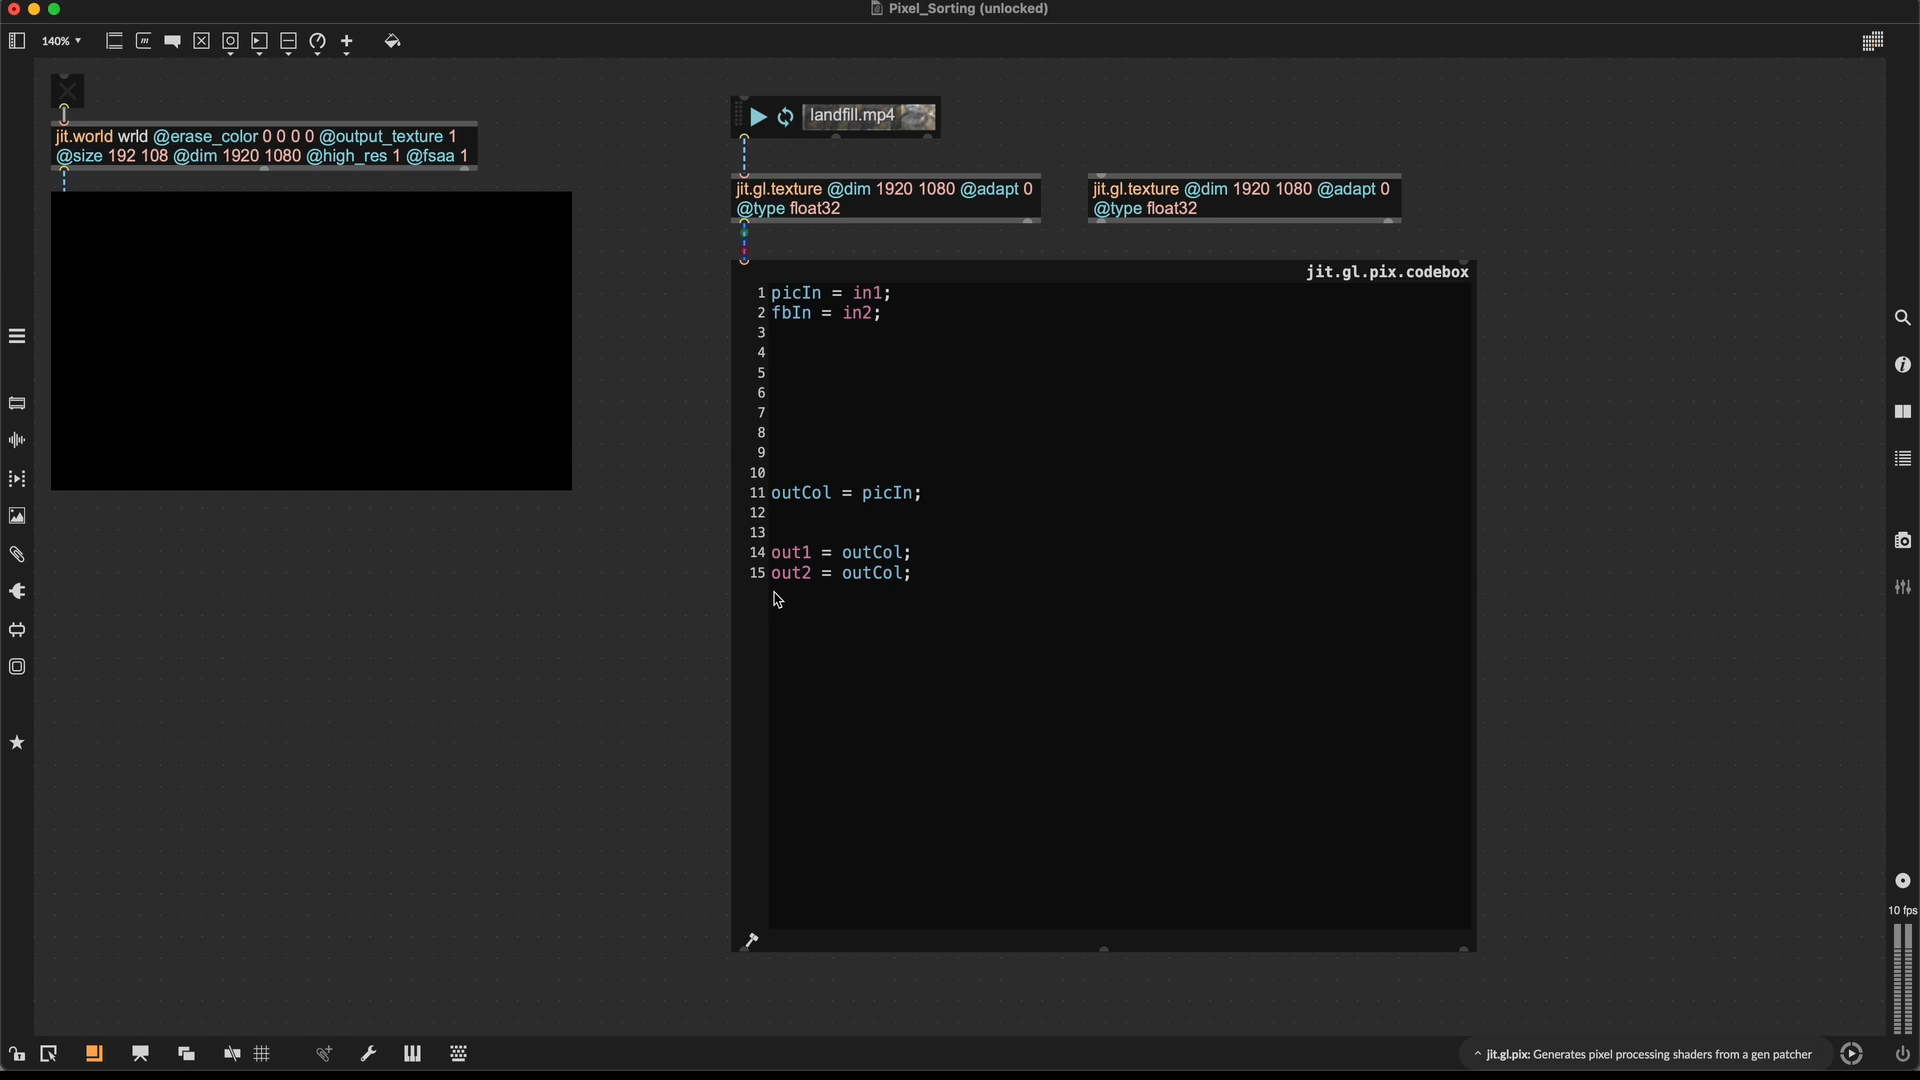 Pixel_Sorting (unlocked)
140%
jit.world wrld @erase_color 0 0 0 0 @output_texture 1
@size 192 108 @dim 1920 1080 @high_res 1 @fsaa 1
landfill.mp4
jit.gl.texture @dim 1920 1080 @adapt 0
@type float32
jit.gl.texture @dim 1920 1080 @adapt 0
@type float32
jit.gl.pix.codebox
1 picIn = in1;
2 fbIn = in2;
3
4
5
6
7
8
9
10
11 outCol = picIn;
12
13
14 out1 = outCol;
15 out2 = outCol;
10 fps
jit.gl.pix: Generates pixel processing shaders from a gen patcher